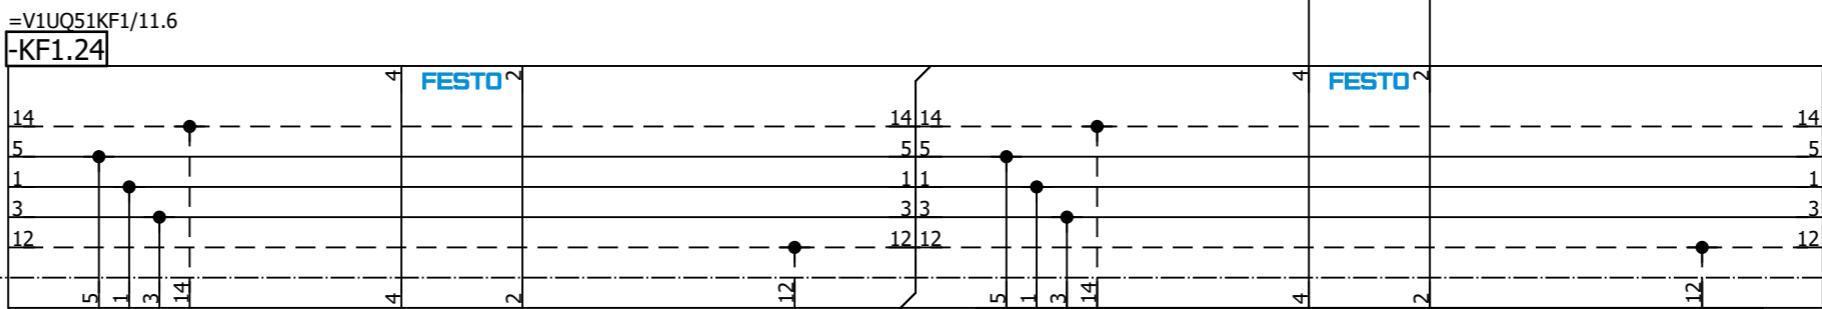 =V1UQ51KF1/11.6
-KF1.24
4 FESTO 2 4 FESTO 2
14 14 14 14
5 5 5 5
1 1 1 1
3 3 3 3
12 12 12 12
5 1 3 14 4 2 12 5 1 3 14 4 2 12